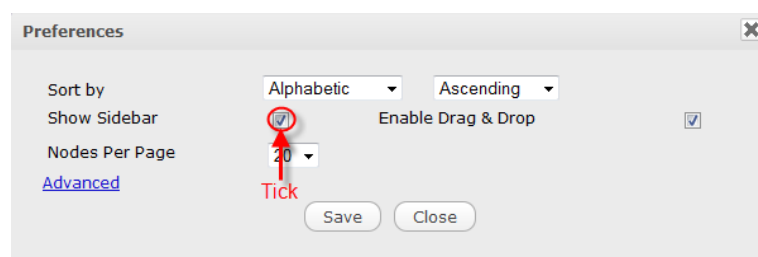 Preferences
Sort by Alphabetic Ascending
Show Sidebar Enable Drag & Drop
Nodes Per Page 20
Advanced
Tick
Save Close